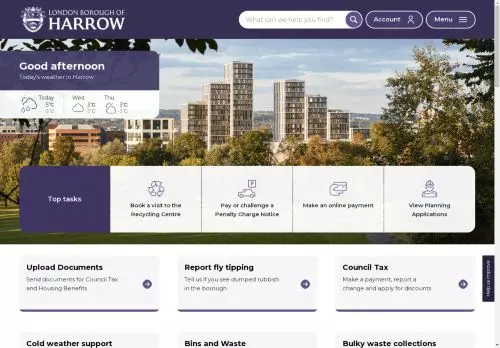 LONDON BOROUGH OF
HARROW
What can we help you find?
Account
Menu
Good afternoon
Today's weather in Harrow
Today
5°C
-3°C
Wed
3°C
-3°C
Thu
3°C
-3°C
Top tasks
Book a visit to the
Recycling Centre
Pay or challenge a
Penalty Charge Notice
Make an online payment
View Planning
Applications
Upload Documents
Send documents for Council Tax
and Housing Benefits
Report fly tipping
Tell us if you see dumped rubbish
in the borough
Council Tax
Make a payment, report a
change and apply for discounts
Help us improve
Cold weather support
Bins and Waste
Bulky waste collections